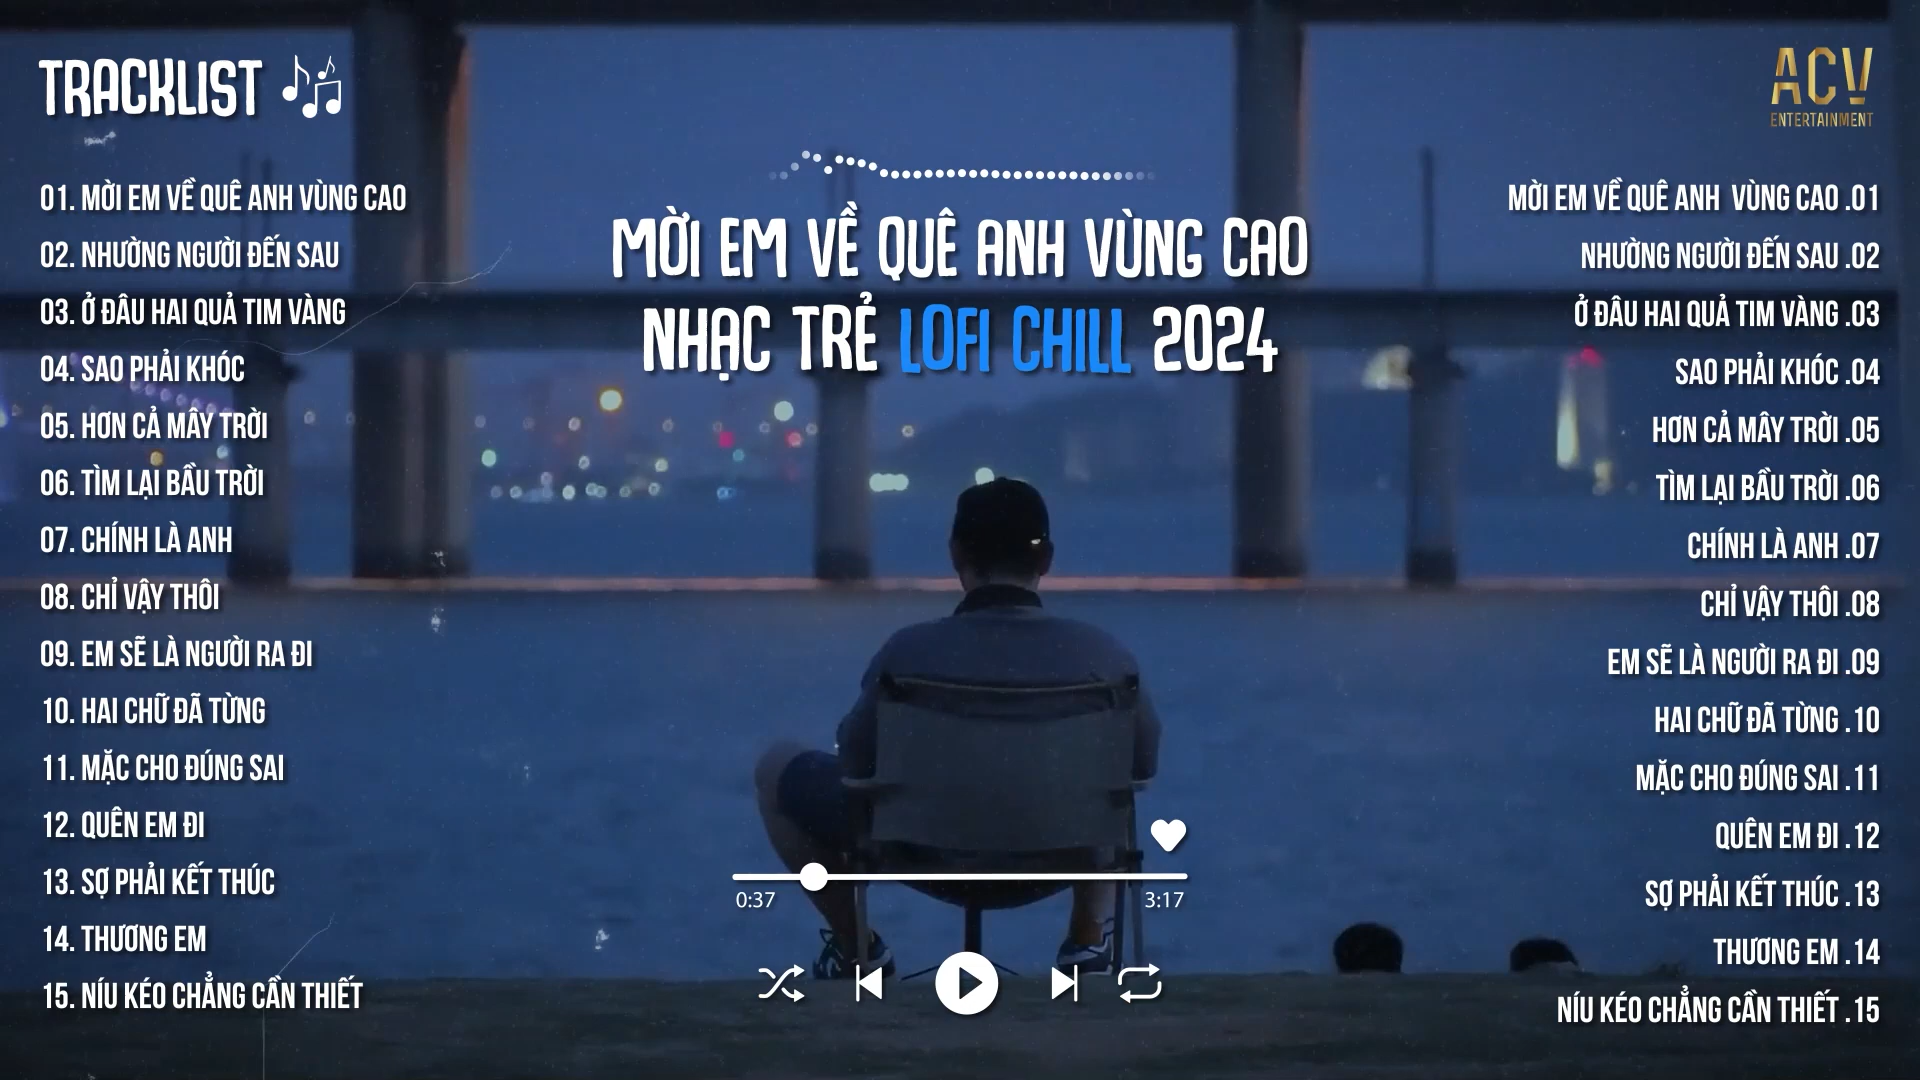 TRACKLIST
ACV
ENTERTAINMENT
MỜI EM VỀ QUÊ ANH VÙNG CAO
NHẠC TRẺ LOFI CHILL 2024
01. MỜI EM VỀ QUÊ ANH VÙNG CAO
02. NHƯỜNG NGƯỜI ĐẾN SAU
03. Ở ĐÂU HAI QUẢ TIM VÀNG
04. SAO PHẢI KHÓC
05. HƠN CẢ MÂY TRỜI
06. TÌM LẠI BẦU TRỜI
07. CHÍNH LÀ ANH
08. CHỈ VẬY THÔI
09. EM SẼ LÀ NGƯỜI RA ĐI
10. HAI CHỮ ĐÃ TỪNG
11. MẶC CHO ĐÚNG SAI
12. QUÊN EM ĐI
13. SỢ PHẢI KẾT THÚC
14. THƯƠNG EM
15. NÍU KÉO CHẲNG CẦN THIẾT
MỜI EM VỀ QUÊ ANH VÙNG CAO .01
NHƯỜNG NGƯỜI ĐẾN SAU .02
Ở ĐÂU HAI QUẢ TIM VÀNG .03
SAO PHẢI KHÓC .04
HƠN CẢ MÂY TRỜI .05
TÌM LẠI BẦU TRỜI .06
CHÍNH LÀ ANH .07
CHỈ VẬY THÔI .08
EM SẼ LÀ NGƯỜI RA ĐI .09
HAI CHỮ ĐÃ TỪNG .10
MẶC CHO ĐÚNG SAI .11
QUÊN EM ĐI .12
SỢ PHẢI KẾT THÚC .13
THƯƠNG EM .14
NÍU KÉO CHẲNG CẦN THIẾT .15
0:37
3:17